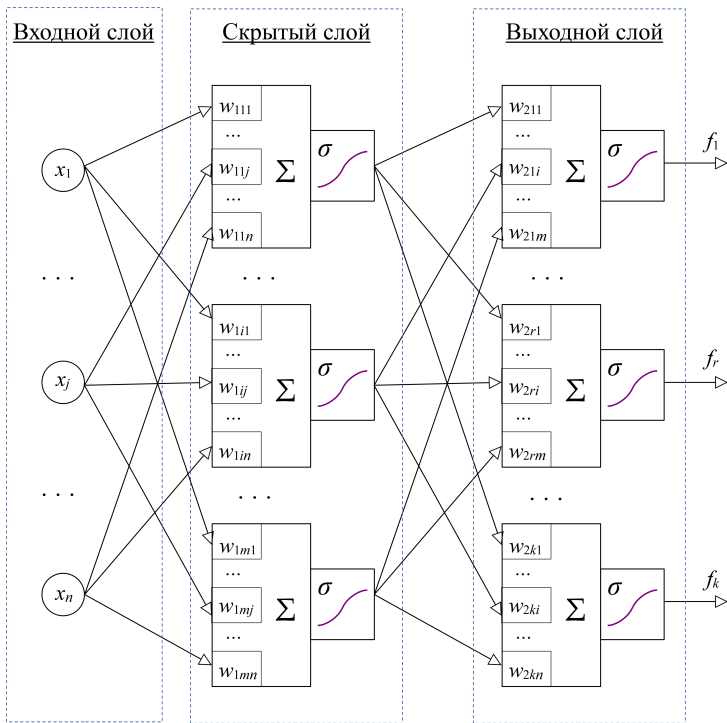 Входной слой
Скрытый слой
Выходной слой
x1
. . .
xj
. . .
xn
w111
...
w11j
...
w11n
Σ
σ
. . .
w1i1
...
w1ij
...
w1in
Σ
σ
. . .
w1m1
...
w1mj
...
w1mn
Σ
σ
w211
...
w21i
...
w21m
Σ
σ
f1
. . .
w2r1
...
w2ri
...
w2rm
Σ
σ
fr
. . .
w2k1
...
w2ki
...
w2kn
Σ
σ
fk